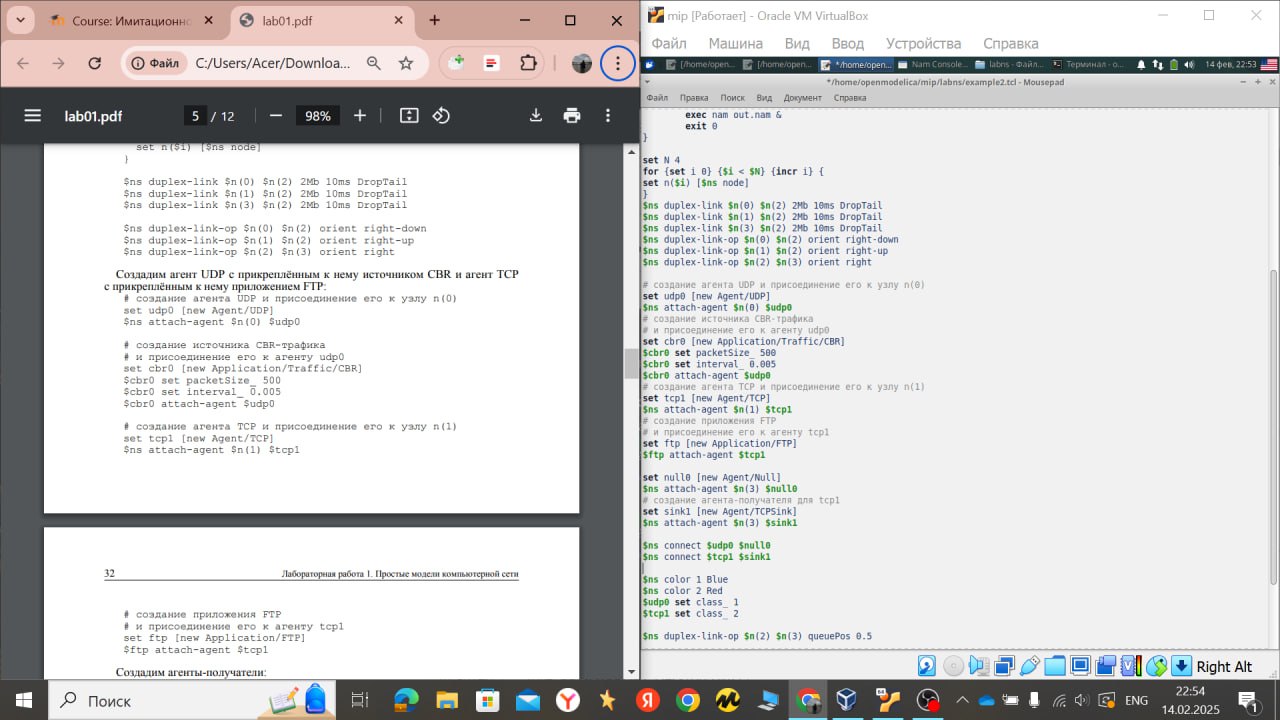 Course: Имитационно
lab01.pdf
Файл
C:/Users/Acer/Downloa...
lab01.pdf
5 / 12
98%
set n($i) [$ns node]
}
$ns duplex-link $n(0) $n(2) 2Mb 10ms DropTail
$ns duplex-link $n(1) $n(2) 2Mb 10ms DropTail
$ns duplex-link $n(3) $n(2) 2Mb 10ms DropTail
$ns duplex-link-op $n(0) $n(2) orient right-down
$ns duplex-link-op $n(1) $n(2) orient right-up
$ns duplex-link-op $n(2) $n(3) orient right
Создадим агент UDP с прикреплённым к нему источником CBR и агент TCP
с прикреплённым к нему приложением FTP:
# создание агента UDP и присоединение его к узлу n(0)
set udp0 [new Agent/UDP]
$ns attach-agent $n(0) $udp0
# создание источника CBR-трафика
# и присоединение его к агенту udp0
set cbr0 [new Application/Traffic/CBR]
$cbr0 set packetSize_ 500
$cbr0 set interval_ 0.005
$cbr0 attach-agent $udp0
# создание агента TCP и присоединение его к узлу n(1)
set tcp1 [new Agent/TCP]
$ns attach-agent $n(1) $tcp1
32
Лабораторная работа 1. Простые модели компьютерной сети
# создание приложения FTP
# и присоединение его к агенту tcp1
set ftp [new Application/FTP]
$ftp attach-agent $tcp1
Создадим агенты-получатели:
mip [Работает] - Oracle VM VirtualBox
Файл Машина Вид Ввод Устройства Справка
[/home/open... [/home/open... */home/open... Nam Console... labns - Файл... Терминал - о... 14 фев, 22:53
*/home/openmodelica/mip/labns/example2.tcl - Mousepad
Файл Правка Поиск Вид Документ Справка
exec nam out.nam &
exit 0
}
set N 4
for {set i 0} {$i < $N} {incr i} {
set n($i) [$ns node]
}
$ns duplex-link $n(0) $n(2) 2Mb 10ms DropTail
$ns duplex-link $n(1) $n(2) 2Mb 10ms DropTail
$ns duplex-link $n(3) $n(2) 2Mb 10ms DropTail
$ns duplex-link-op $n(0) $n(2) orient right-down
$ns duplex-link-op $n(1) $n(2) orient right-up
$ns duplex-link-op $n(2) $n(3) orient right
# создание агента UDP и присоединение его к узлу n(0)
set udp0 [new Agent/UDP]
$ns attach-agent $n(0) $udp0
# создание источника CBR-трафика
# и присоединение его к агенту udp0
set cbr0 [new Application/Traffic/CBR]
$cbr0 set packetSize_ 500
$cbr0 set interval_ 0.005
$cbr0 attach-agent $udp0
# создание агента TCP и присоединение его к узлу n(1)
set tcp1 [new Agent/TCP]
$ns attach-agent $n(1) $tcp1
# создание приложения FTP
# и присоединение его к агенту tcp1
set ftp [new Application/FTP]
$ftp attach-agent $tcp1
set null0 [new Agent/Null]
$ns attach-agent $n(3) $null0
# создание агента-получателя для tcp1
set sink1 [new Agent/TCPSink]
$ns attach-agent $n(3) $sink1
$ns connect $udp0 $null0
$ns connect $tcp1 $sink1
$ns color 1 Blue
$ns color 2 Red
$udp0 set class_ 1
$tcp1 set class_ 2
$ns duplex-link-op $n(2) $n(3) queuePos 0.5
Right Alt
Поиск
ENG
22:54
14.02.2025
1